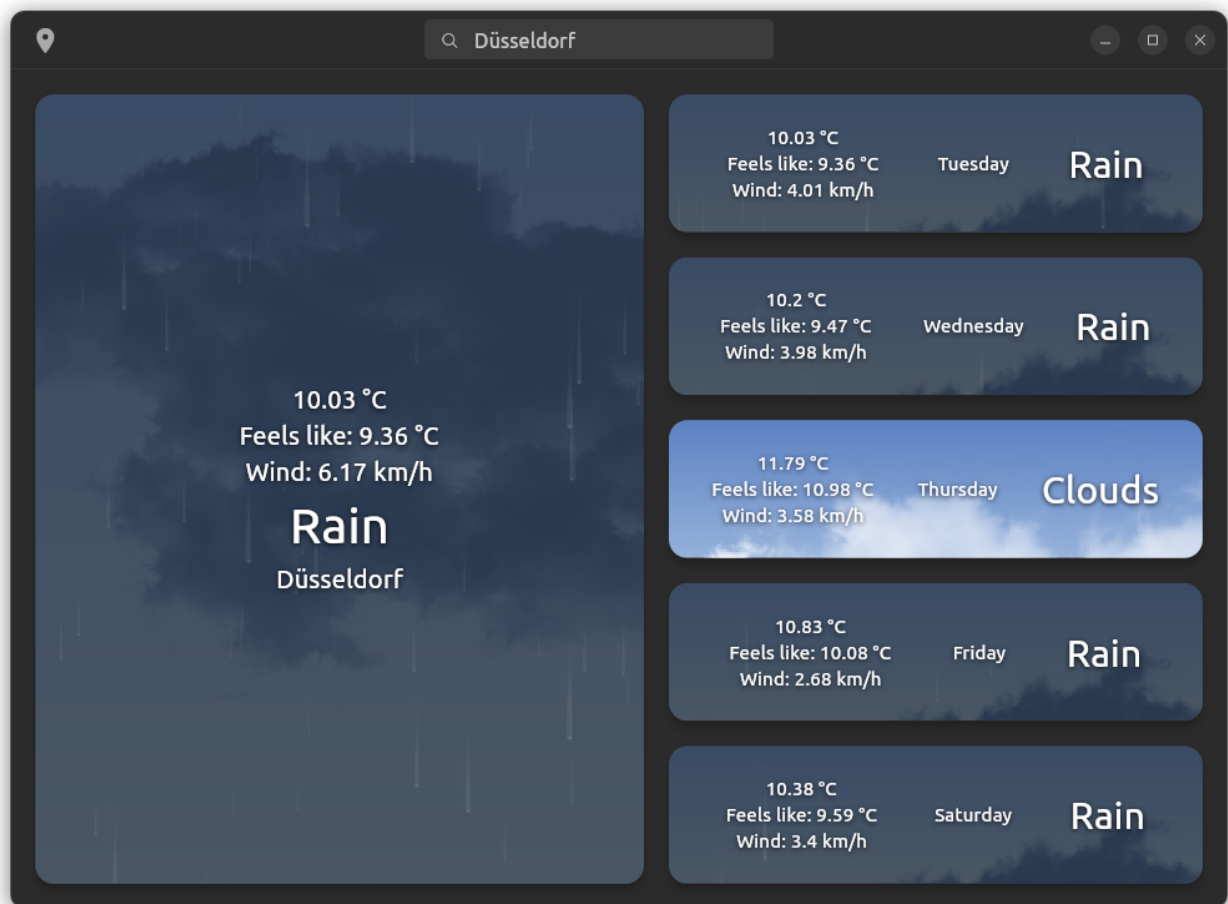 Düsseldorf
10.03 °C
Feels like: 9.36 °C
Wind: 6.17 km/h
Rain
Düsseldorf
10.03 °C
Feels like: 9.36 °C
Wind: 4.01 km/h
Tuesday
Rain
10.2 °C
Feels like: 9.47 °C
Wind: 3.98 km/h
Wednesday
Rain
11.79 °C
Feels like: 10.98 °C
Wind: 3.58 km/h
Thursday
Clouds
10.83 °C
Feels like: 10.08 °C
Wind: 2.68 km/h
Friday
Rain
10.38 °C
Feels like: 9.59 °C
Wind: 3.4 km/h
Saturday
Rain